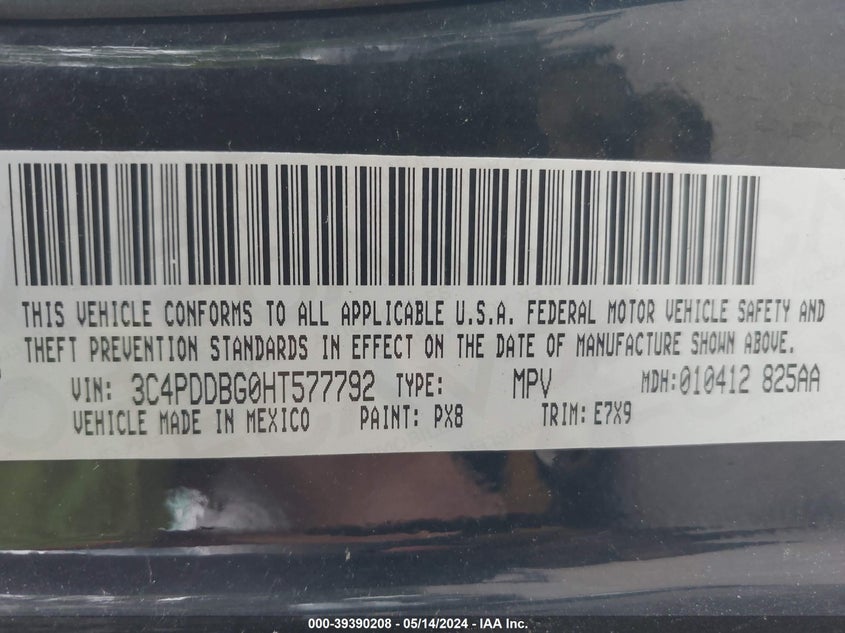 THIS VEHICLE CONFORMS TO ALL APPLICABLE U.S.A. FEDERAL MOTOR VEHICLE SAFETY AND
THEFT PREVENTION STANDARDS IN EFFECT ON THE DATE OF MANUFACTURE SHOWN ABOVE.
VIN: 3C4PDDBG0HT577792 TYPE: MPV MDH:010412 825AA
VEHICLE MADE IN MEXICO PAINT: PX8 TRIM: E7X9
000-39390208 - 05/14/2024 - IAA Inc.